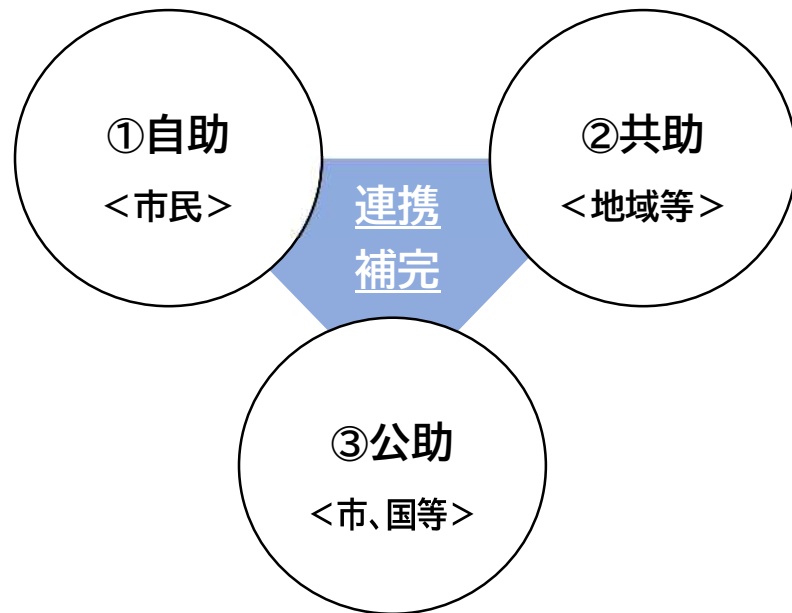 ①自助
＜市民＞
②共助
＜地域等＞
連携
補完
③公助
＜市、国等＞